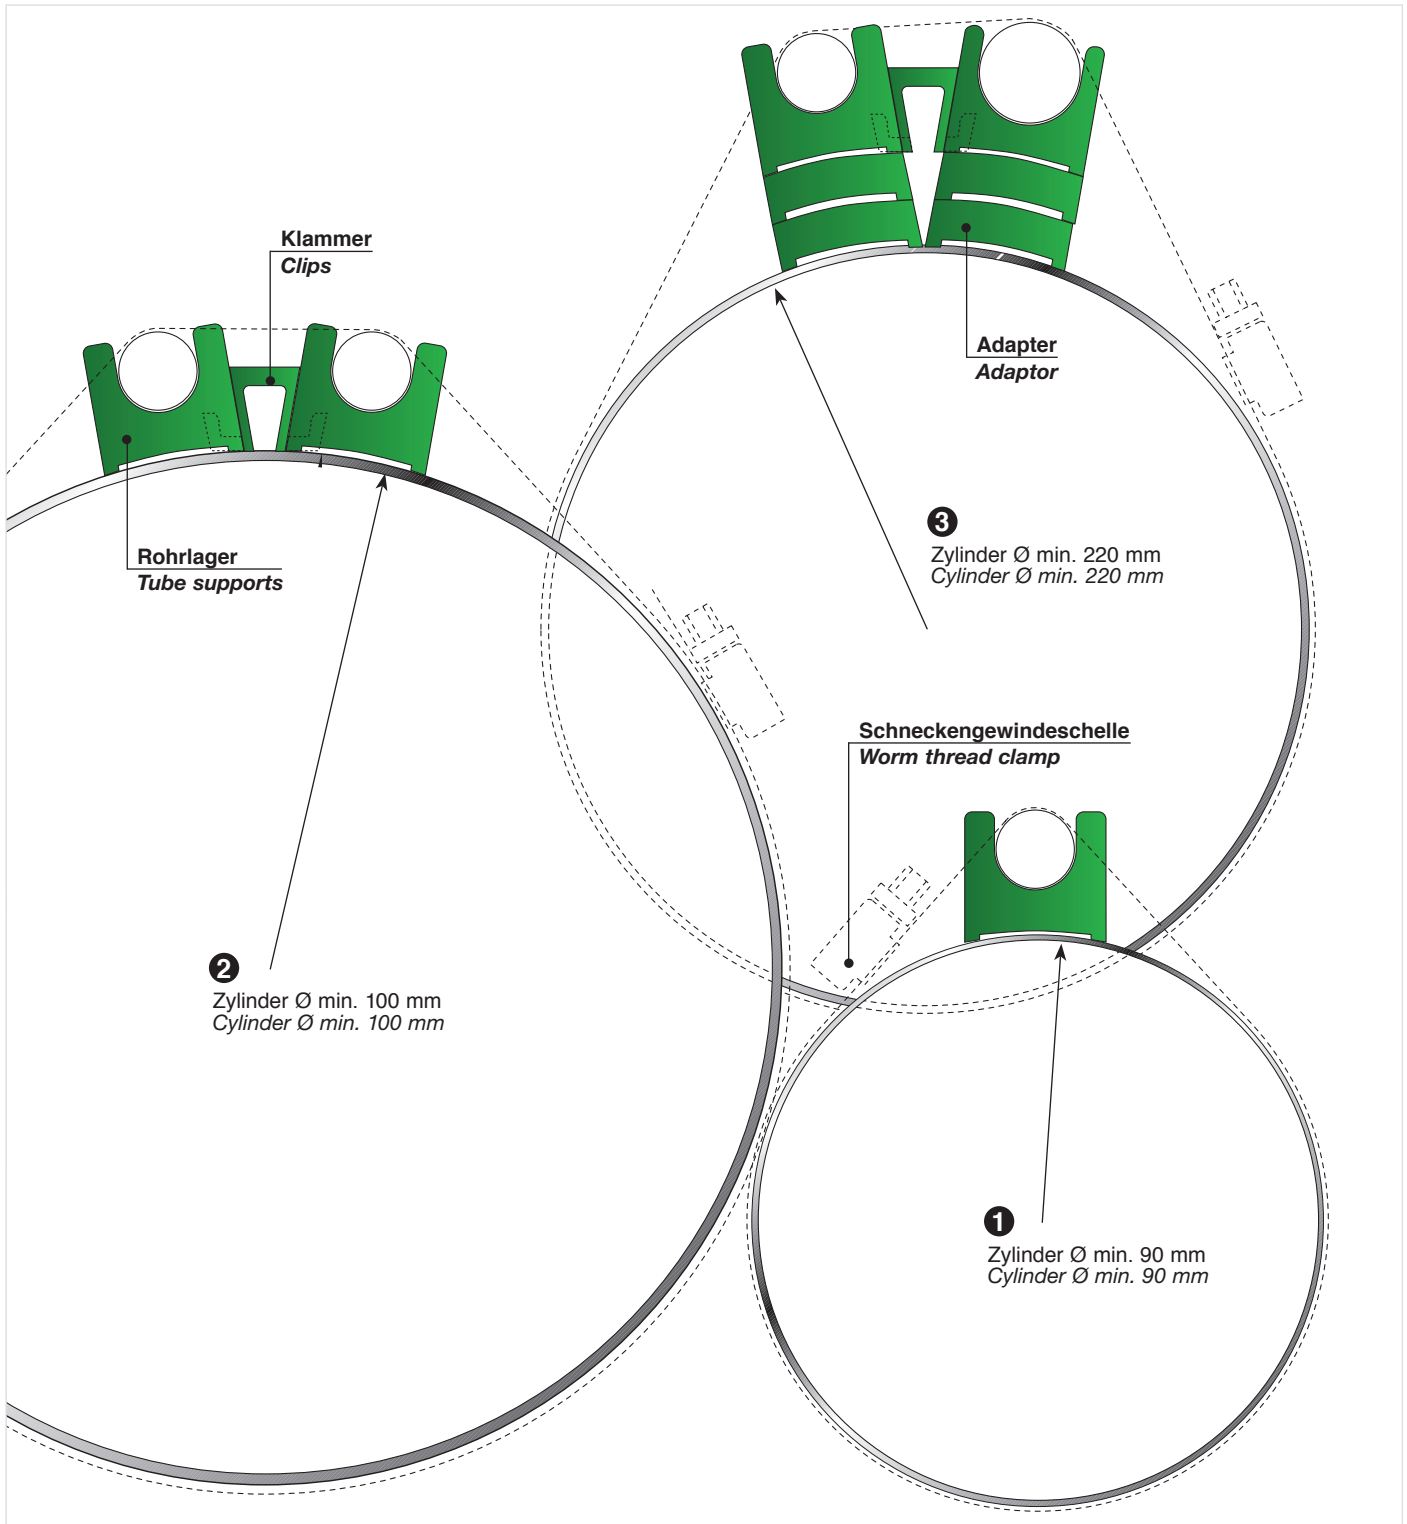 Klammer
Clips
Adapter
Adaptor
Rohrlager
Tube supports
3
Zylinder Ø min. 220 mm
Cylinder Ø min. 220 mm
Schneckengewindeschelle
Worm thread clamp
2
Zylinder Ø min. 100 mm
Cylinder Ø min. 100 mm
1
Zylinder Ø min. 90 mm
Cylinder Ø min. 90 mm